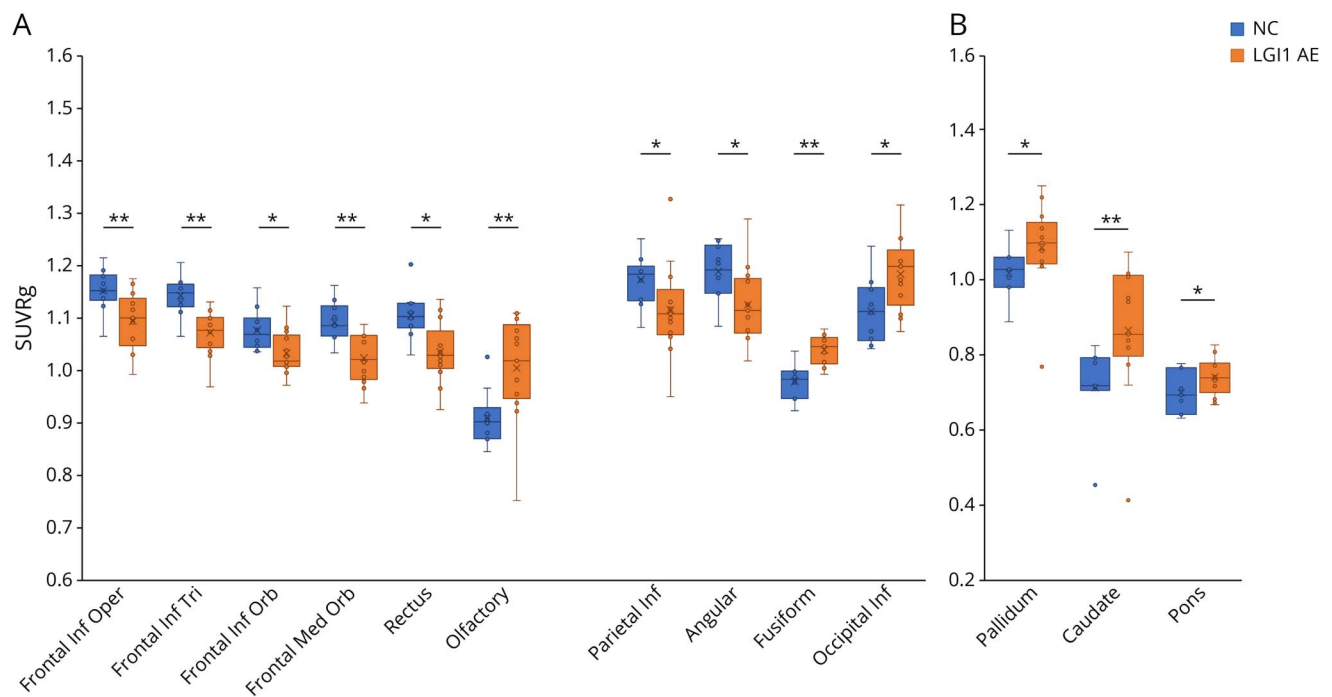 A
B
NC
LGI1 AE
SUVRg
1.6
1.5
1.4
1.3
1.2
1.1
1.0
0.9
0.8
0.7
0.6
** ** * ** * ** * * ** *
Frontal Inf Oper
Frontal Inf Tri
Frontal Inf Orb
Frontal Med Orb
Rectus
Olfactory
Parietal Inf
Angular
Fusiform
Occipital Inf
1.6
1.4
1.2
1.0
0.8
0.6
0.4
0.2
* ** *
Pallidum
Caudate
Pons